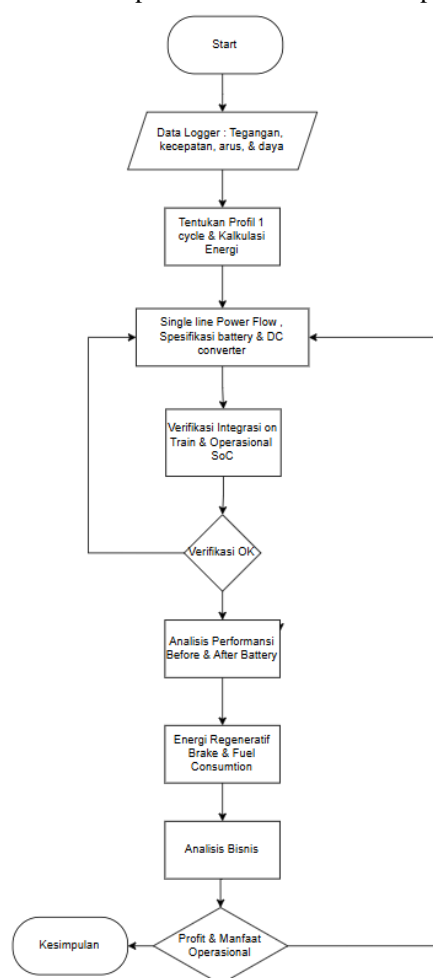 Start
Data Logger : Tegangan,
kecepatan, arus, & daya
Tentukan Profil 1
cycle & Kalkulasi
Energi
Single line Power Flow ,
Spesifikasi battery & DC
converter
Verifikasi Integrasi on
Train & Operasional
SoC
Verifikasi OK
Analisis Performansi
Before & After Battery
Energi Regeneratif
Brake & Fuel
Consumtion
Analisis Bisnis
Profit & Manfaat
Operasional
Kesimpulan